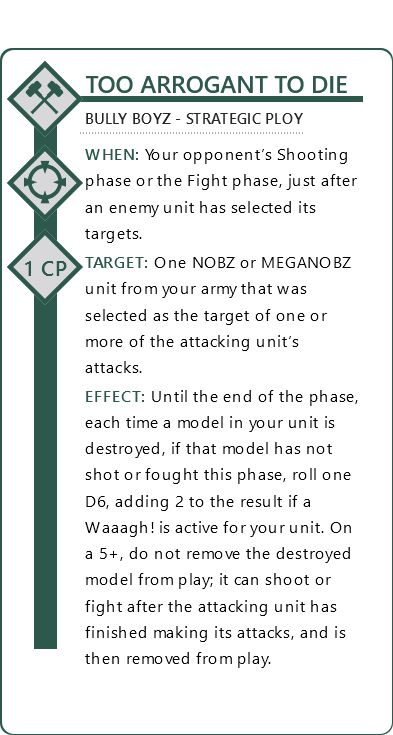 TOO ARROGANT TO DIE
BULLY BOYZ - STRATEGIC PLOY
WHEN: Your opponent's Shooting
phase or the Fight phase, just after
an enemy unit has selected its
targets.
1 CP
TARGET: One NOBZ or MEGANOBZ
unit from your army that was
selected as the target of one or
more of the attacking unit's
attacks.
EFFECT: Until the end of the phase,
each time a model in your unit is
destroyed, if that model has not
shot or fought this phase, roll one
D6, adding 2 to the result if a
Waaagh! is active for your unit. On
a 5+, do not remove the destroyed
model from play; it can shoot or
fight after the attacking unit has
finished making its attacks, and is
then removed from play.